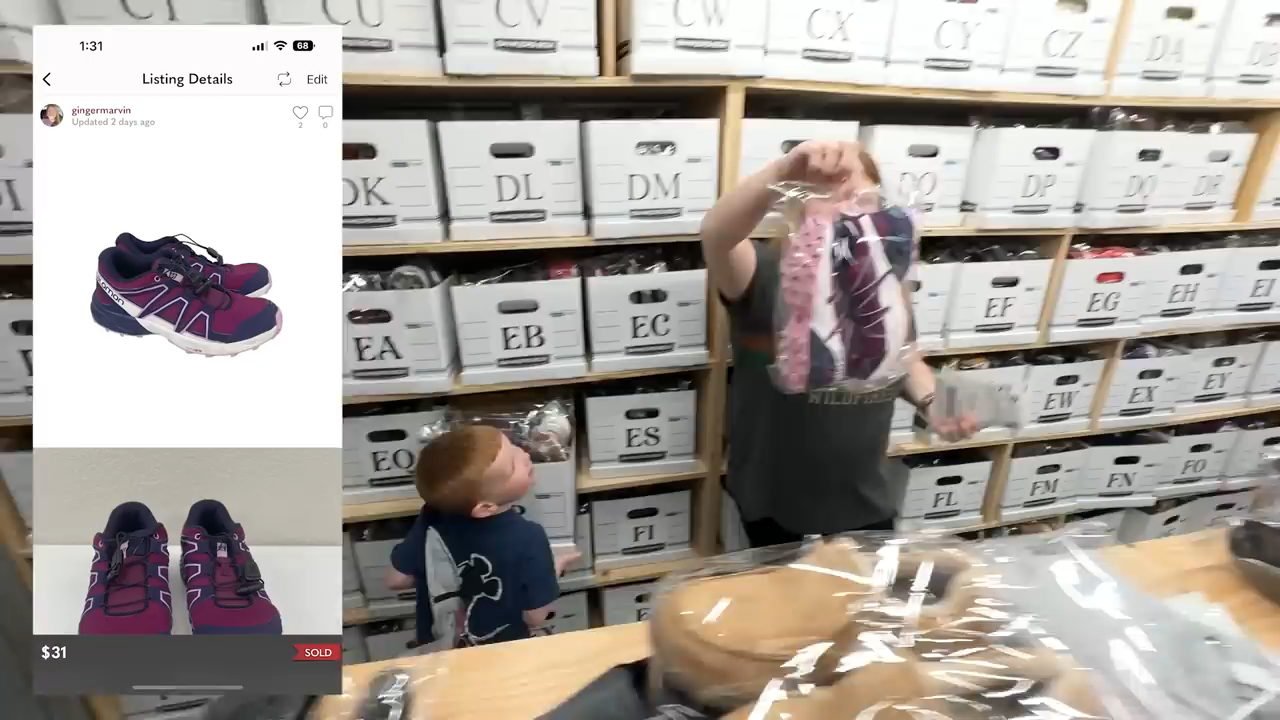 1:31
68
Listing Details
Edit
gingermarvin
Updated 2 days ago
2
0
$31
SOLD
CU
CV
CW
CX
CY
CZ
DA
DB
DK
DL
DM
DP
DQ
DR
EA
EB
EC
EF
EG
EH
EI
EQ
ES
EW
EX
EY
FI
FL
FM
FN
FO